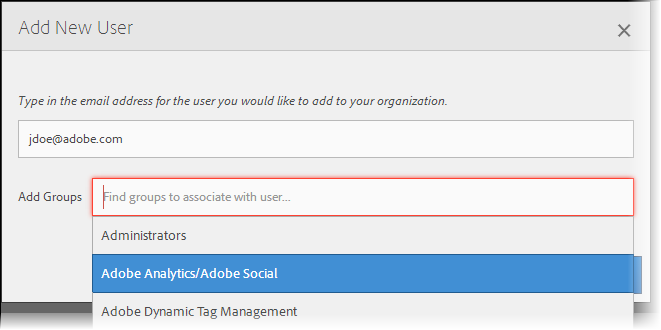 Add New User
Type in the email address for the user you would like to add to your organization.
jdoe@adobe.com
Add Groups
Find groups to associate with user...
Administrators
Adobe Analytics/Adobe Social
Adobe Dynamic Tag Management